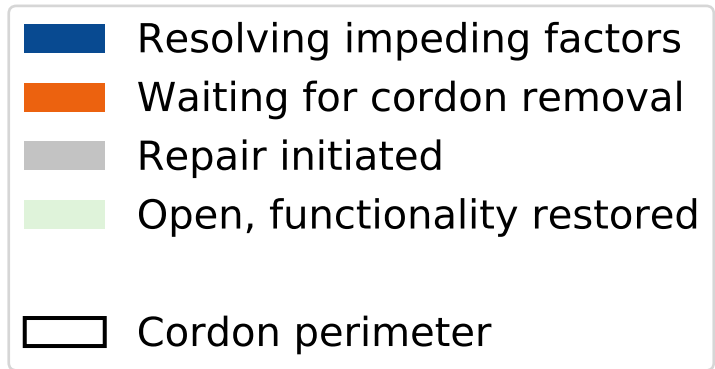 Resolving impeding factors
Waiting for cordon removal
Repair initiated
Open, functionality restored
Cordon perimeter